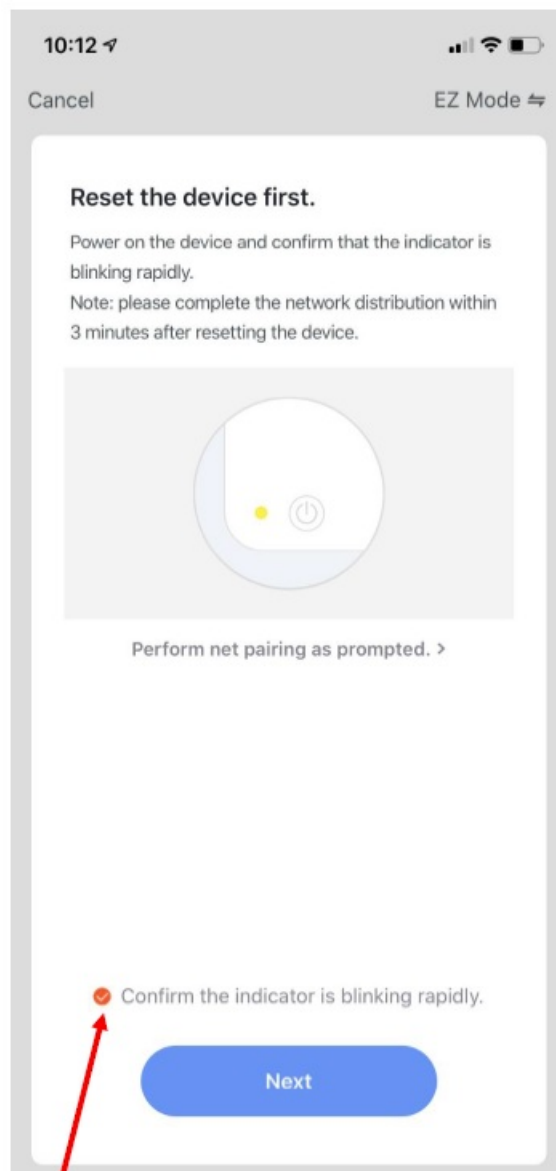 10:12
Cancel
EZ Mode
Reset the device first.
Power on the device and confirm that the indicator is
blinking rapidly.
Note: please complete the network distribution within
3 minutes after resetting the device.
Perform net pairing as prompted. >
Confirm the indicator is blinking rapidly.
Next